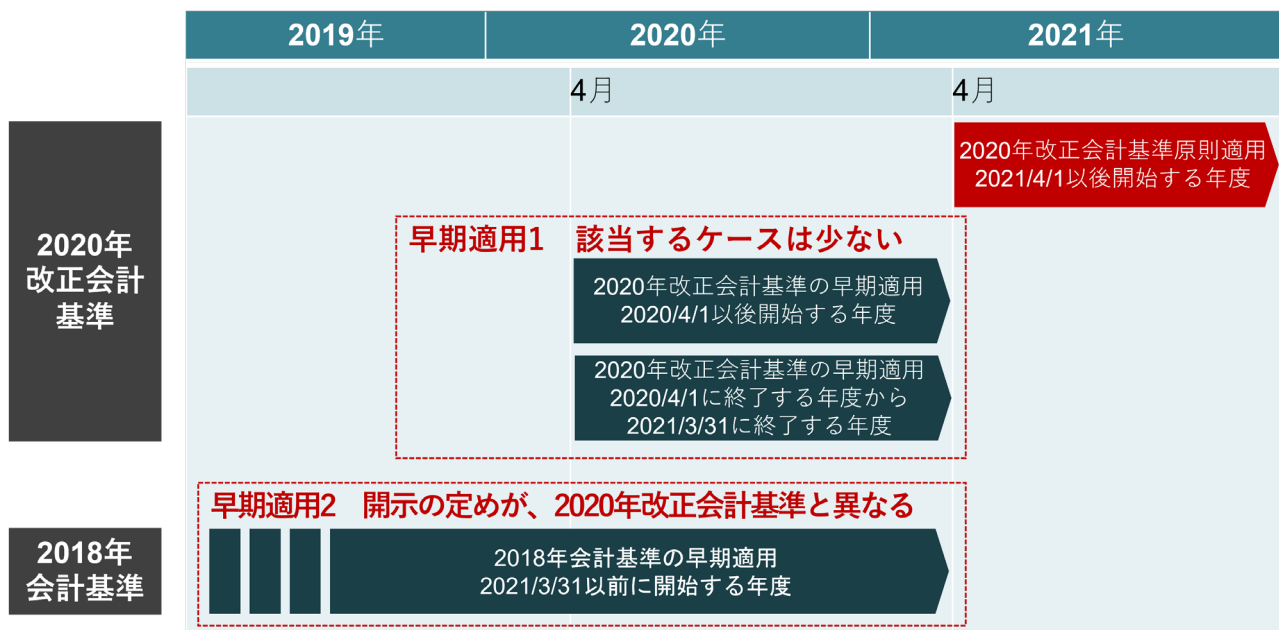 2019年
2020年
2021年
4月
4月
2020年
改正会計
基準
2020年改正会計基準原則適用
2021/4/1以後開始する年度
早期適用1　該当するケースは少ない
2020年改正会計基準の早期適用
2020/4/1以後開始する年度
2020年改正会計基準の早期適用
2020/4/1に終了する年度から
2021/3/31に終了する年度
2018年
会計基準
早期適用2　開示の定めが、2020年改正会計基準と異なる
2018年会計基準の早期適用
2021/3/31以前に開始する年度